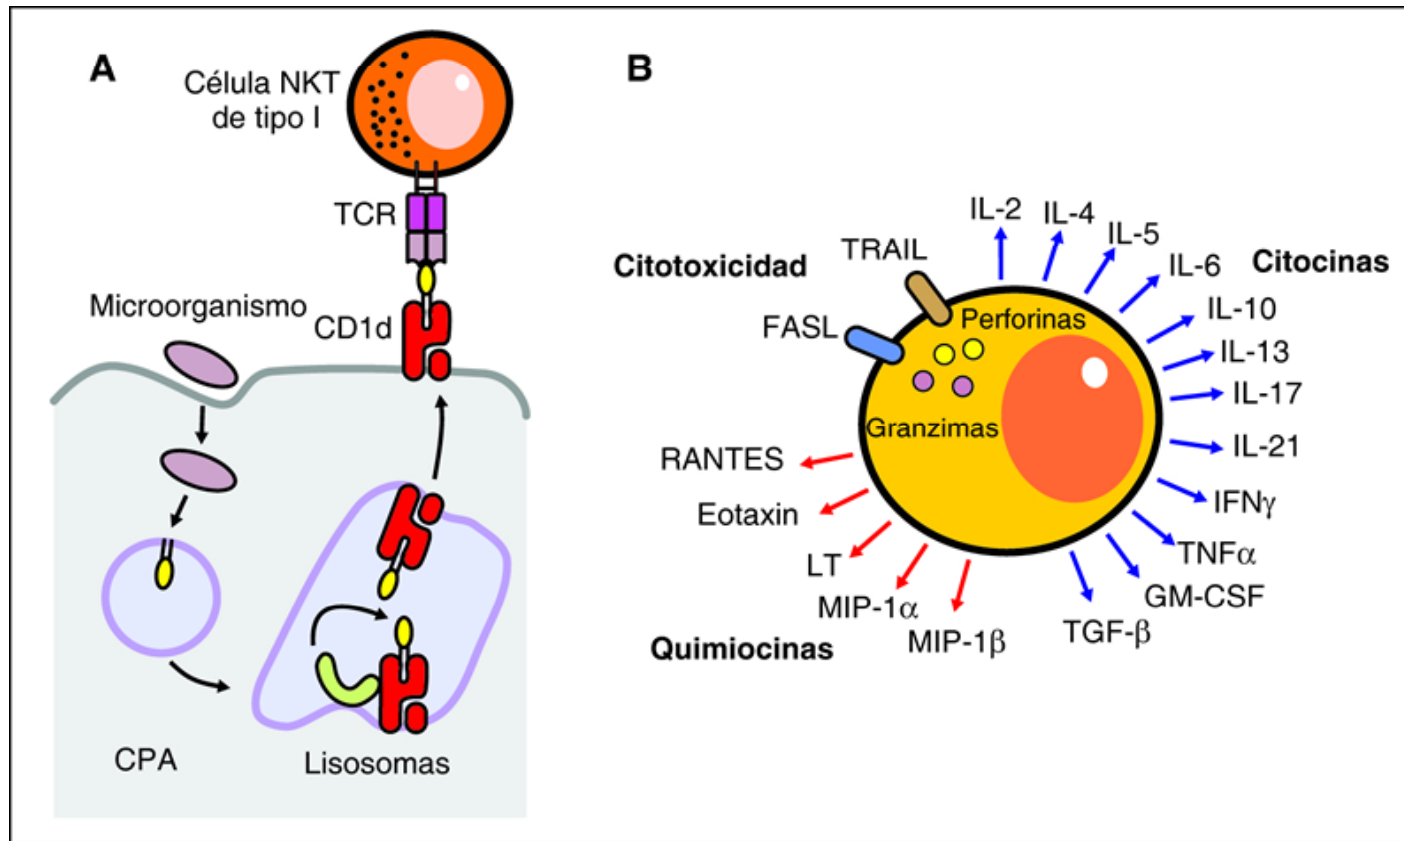 A
Célula NKT
de tipo I
TCR
Microorganismo
CD1d
CPA
Lisosomas
B
Citotoxicidad
TRAIL
FASL
Perforinas
Granzimas
IL-2
IL-4
IL-5
IL-6
Citocinas
IL-10
IL-13
IL-17
IL-21
IFNγ
TNFα
GM-CSF
TGF-β
RANTES
Eotaxin
LT
MIP-1α
MIP-1β
Quimiocinas